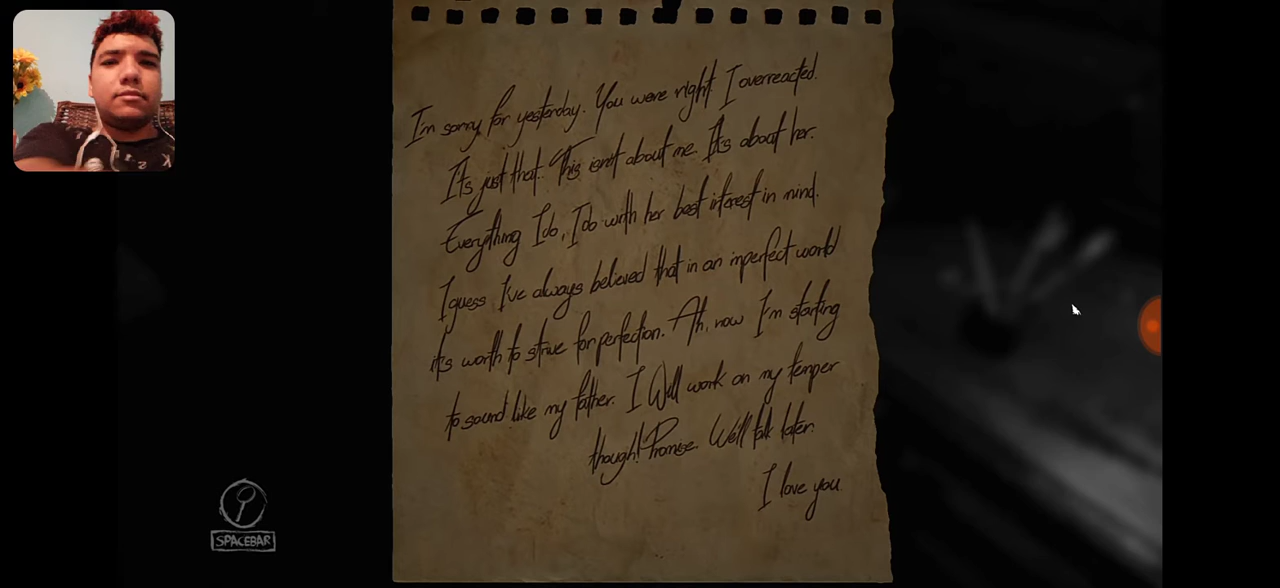 I'm sorry for yesterday. You were right I overreacted.
It's just that.. This isn't about me. It's about her.
Everything I do, I do with her best interest in mind.
I guess I've always believed that in an imperfect world
it's worth to strive for perfection. Ah, now I'm starting
to sound like my father. I Will work on my temper
though! Promise. We'll talk later.
I love you
SPACEBAR